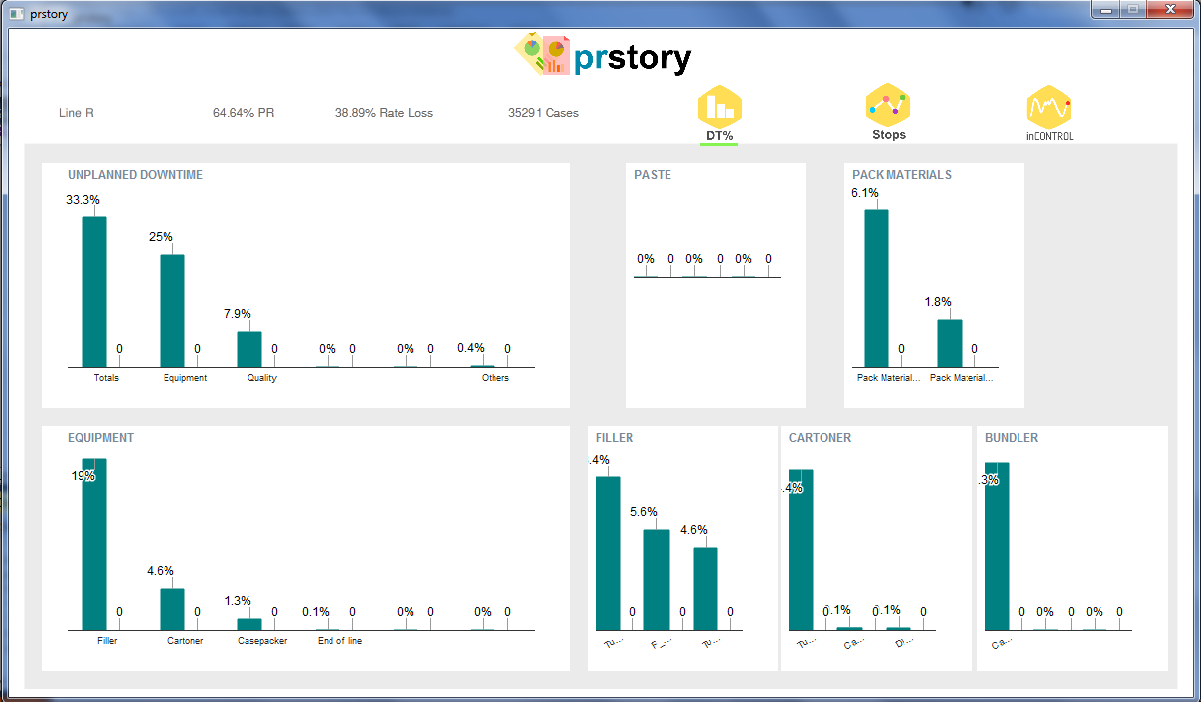 prstory
prstory
Line R
64.64% PR
38.89% Rate Loss
35291 Cases
DT%
Stops
inCONTROL
UNPLANNED DOWNTIME
33.3%
0
25%
0
7.9%
0
0%
0
0%
0
0.4%
0
Totals
Equipment
Quality
Others
PASTE
0%
0
0%
0
0%
0
PACK MATERIALS
6.1%
0
1.8%
0
Pack Material...
Pack Material...
EQUIPMENT
19%
0
4.6%
0
1.3%
0
0.1%
0
0%
0
0%
0
Filler
Cartoner
Casepacker
End of line
FILLER
.4%
0
5.6%
0
4.6%
0
Tu...
F_...
Tu...
CARTONER
.4%
0
0.1%
0
0.1%
0
Tu...
Ca...
Di...
BUNDLER
.3%
0
0%
0
0%
0
Ca...